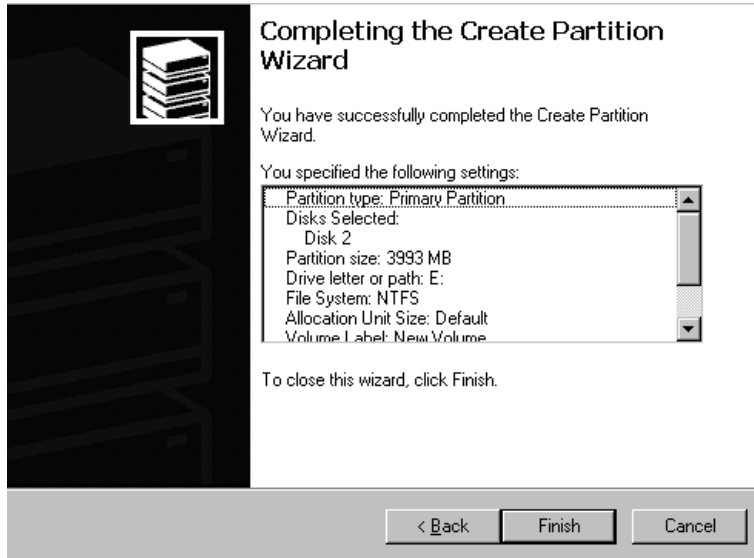 Completing the Create Partition
Wizard
You have successfully completed the Create Partition
Wizard.
You specified the following settings:
Partition type: Primary Partition
Disks Selected:
Disk 2
Partition size: 3993 MB
Drive letter or path: E:
File System: NTFS
Allocation Unit Size: Default
Volume Label: New Volume
To close this wizard, click Finish.
< Back
Finish
Cancel